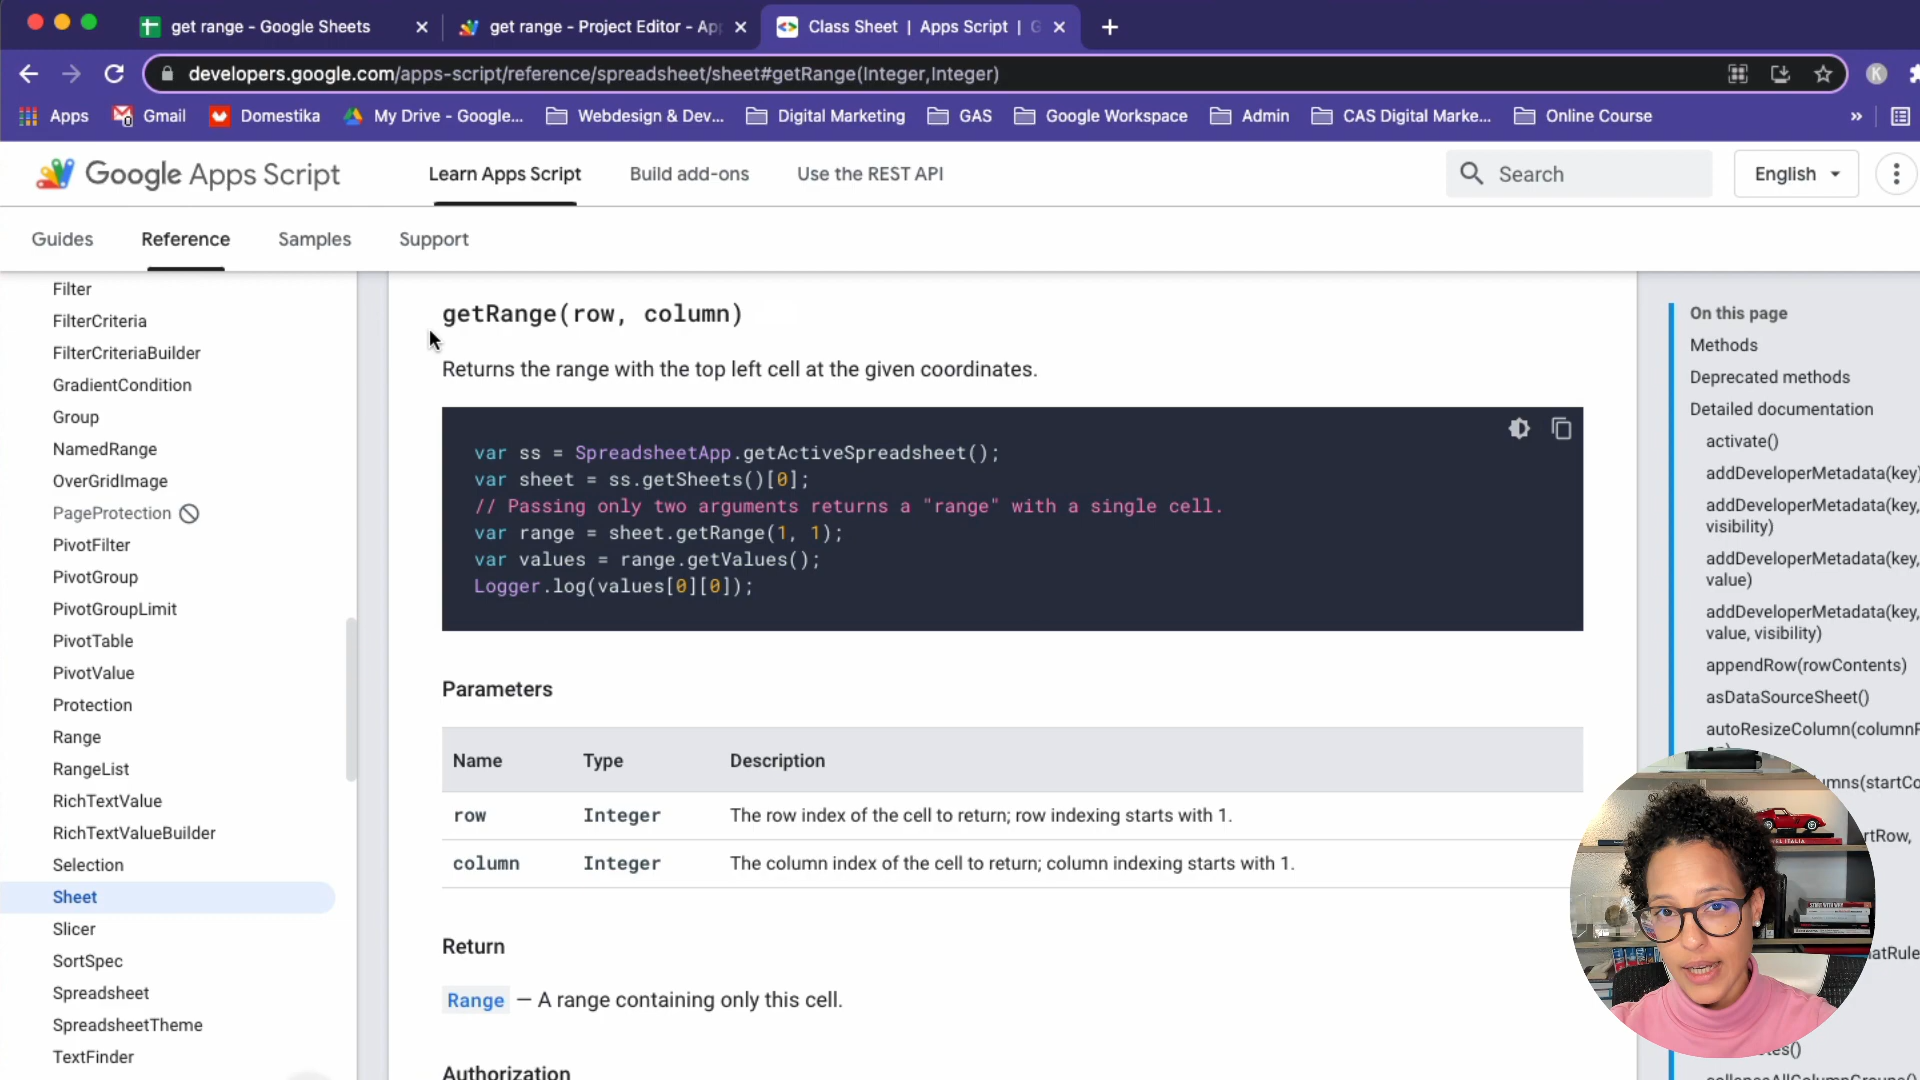 get range - Google Sheets
get range - Project Editor - Ap
Class Sheet | Apps Script | G
developers.google.com/apps-script/reference/spreadsheet/sheet#getRange(Integer,Integer)
K
Apps
Gmail
Domestika
My Drive - Google...
Webdesign & Dev...
Digital Marketing
GAS
Google Workspace
Admin
CAS Digital Marke...
Online Course
»
Google Apps Script
Learn Apps Script
Build add-ons
Use the REST API
Search
English
Guides
Reference
Samples
Support
Filter
FilterCriteria
FilterCriteriaBuilder
GradientCondition
Group
NamedRange
OverGridImage
PageProtection
PivotFilter
PivotGroup
PivotGroupLimit
PivotTable
PivotValue
Protection
Range
RangeList
RichTextValue
RichTextValueBuilder
Selection
Sheet
Slicer
SortSpec
Spreadsheet
SpreadsheetTheme
TextFinder
getRange(row, column)
Returns the range with the top left cell at the given coordinates.
var ss = SpreadsheetApp.getActiveSpreadsheet();
var sheet = ss.getSheets()[0];
// Passing only two arguments returns a "range" with a single cell.
var range = sheet.getRange(1, 1);
var values = range.getValues();
Logger.log(values[0][0]);
Parameters
Name Type Description
row Integer The row index of the cell to return; row indexing starts with 1.
column Integer The column index of the cell to return; column indexing starts with 1.
Return
Range — A range containing only this cell.
Authorization
On this page
Methods
Deprecated methods
Detailed documentation
activate()
addDeveloperMetadata(key)
addDeveloperMetadata(key,
visibility)
addDeveloperMetadata(key,
value)
addDeveloperMetadata(key,
value, visibility)
appendRow(rowContents)
asDataSourceSheet()
autoResizeColumn(columnP
mns(startCo
rtRow,
atRule
tes()
START WITH WHY